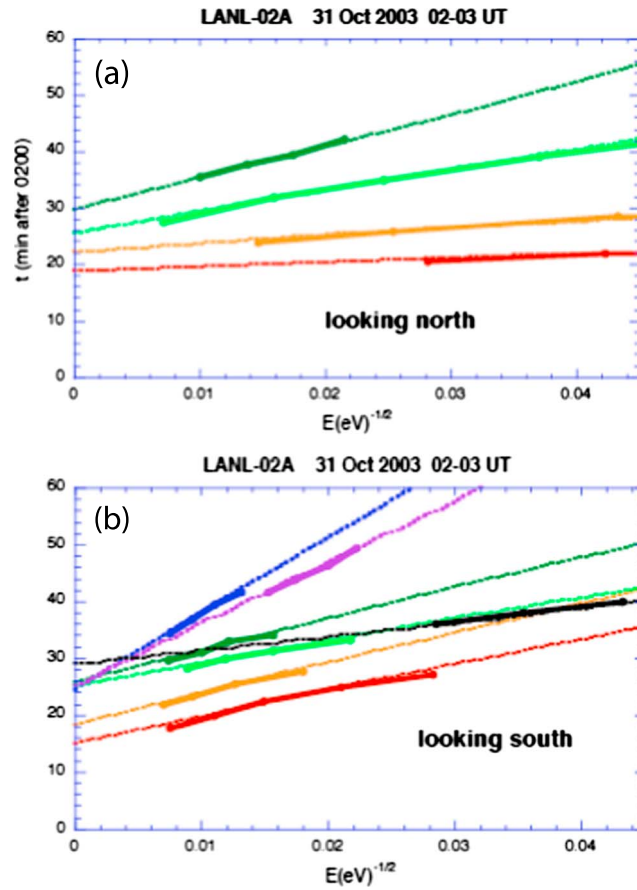 LANL-02A 31 Oct 2003 02-03 UT
(a)
60
50
40
30
20
10
0
t (min after 0200)
looking north
0 0.01 0.02 0.03 0.04
E(eV)^-1/2
LANL-02A 31 Oct 2003 02-03 UT
(b)
60
50
40
30
20
10
0
looking south
0 0.01 0.02 0.03 0.04
E(eV)^-1/2